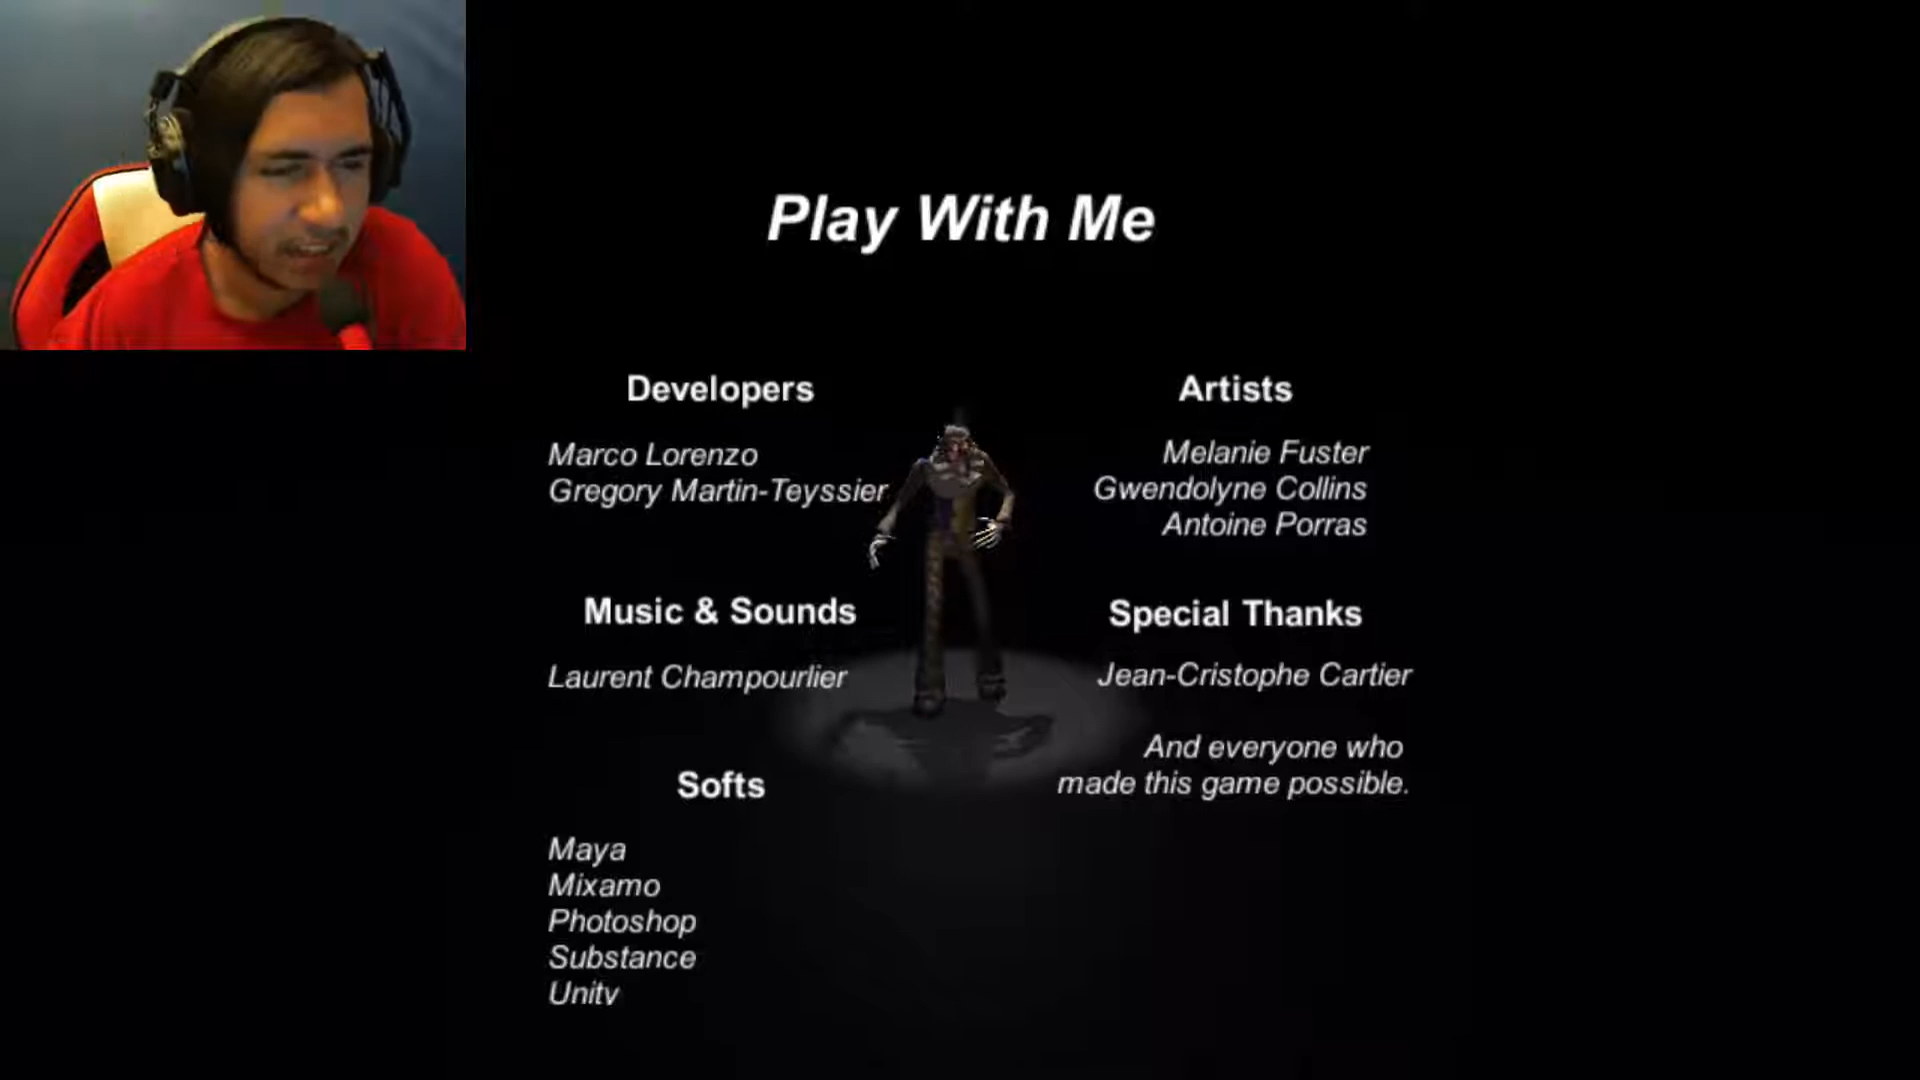 Play With Me
Developers
Marco Lorenzo
Gregory Martin-Teyssier
Artists
Melanie Fuster
Gwendolyne Collins
Antoine Porras
Music & Sounds
Laurent Champourlier
Special Thanks
Jean-Cristophe Cartier
And everyone who
made this game possible.
Softs
Maya
Mixamo
Photoshop
Substance
Unity